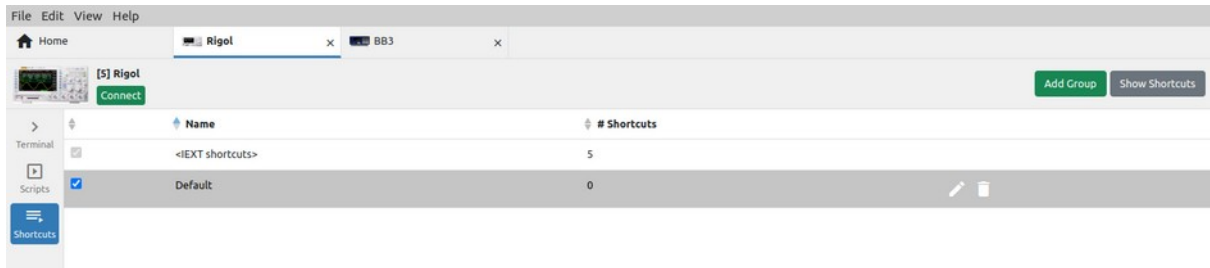 File Edit View Help
Home
Rigol
BB3
[5] Rigol
Connect
Add Group
Show Shortcuts
Name
# Shortcuts
Terminal
<IEXT shortcuts>
5
Scripts
Default
0
Shortcuts